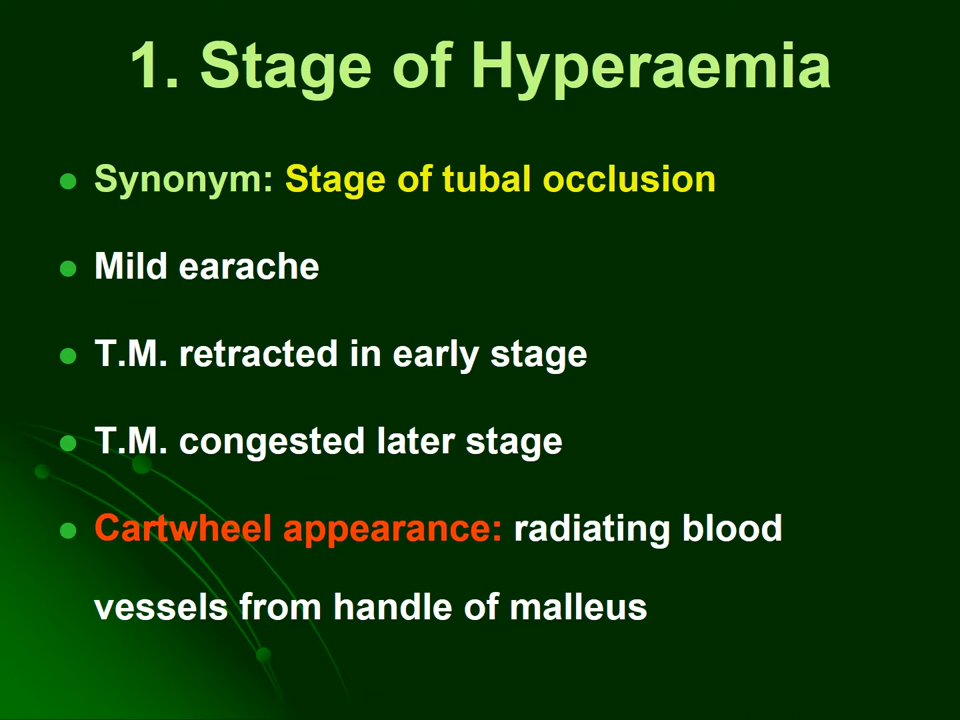 1. Stage of Hyperaemia
Synonym: Stage of tubal occlusion
Mild earache
T.M. retracted in early stage
T.M. congested later stage
Cartwheel appearance: radiating blood
vessels from handle of malleus